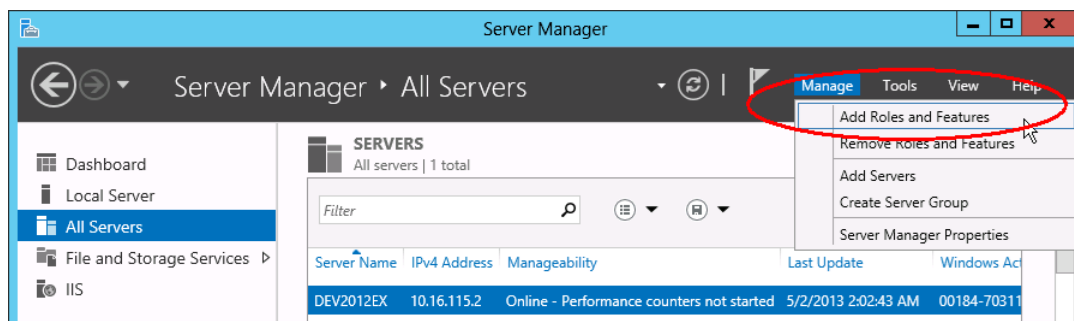 Server Manager
Server Manager • All Servers
Manage Tools View Help
Add Roles and Features
Remove Roles and Features
Add Servers
Create Server Group
Server Manager Properties
Dashboard
Local Server
All Servers
File and Storage Services
IIS
SERVERS
All servers | 1 total
Filter
Server Name IPv4 Address Manageability Last Update Windows Act
DEV2012EX 10.16.115.2 Online - Performance counters not started 5/2/2013 2:02:43 AM 00184-70311